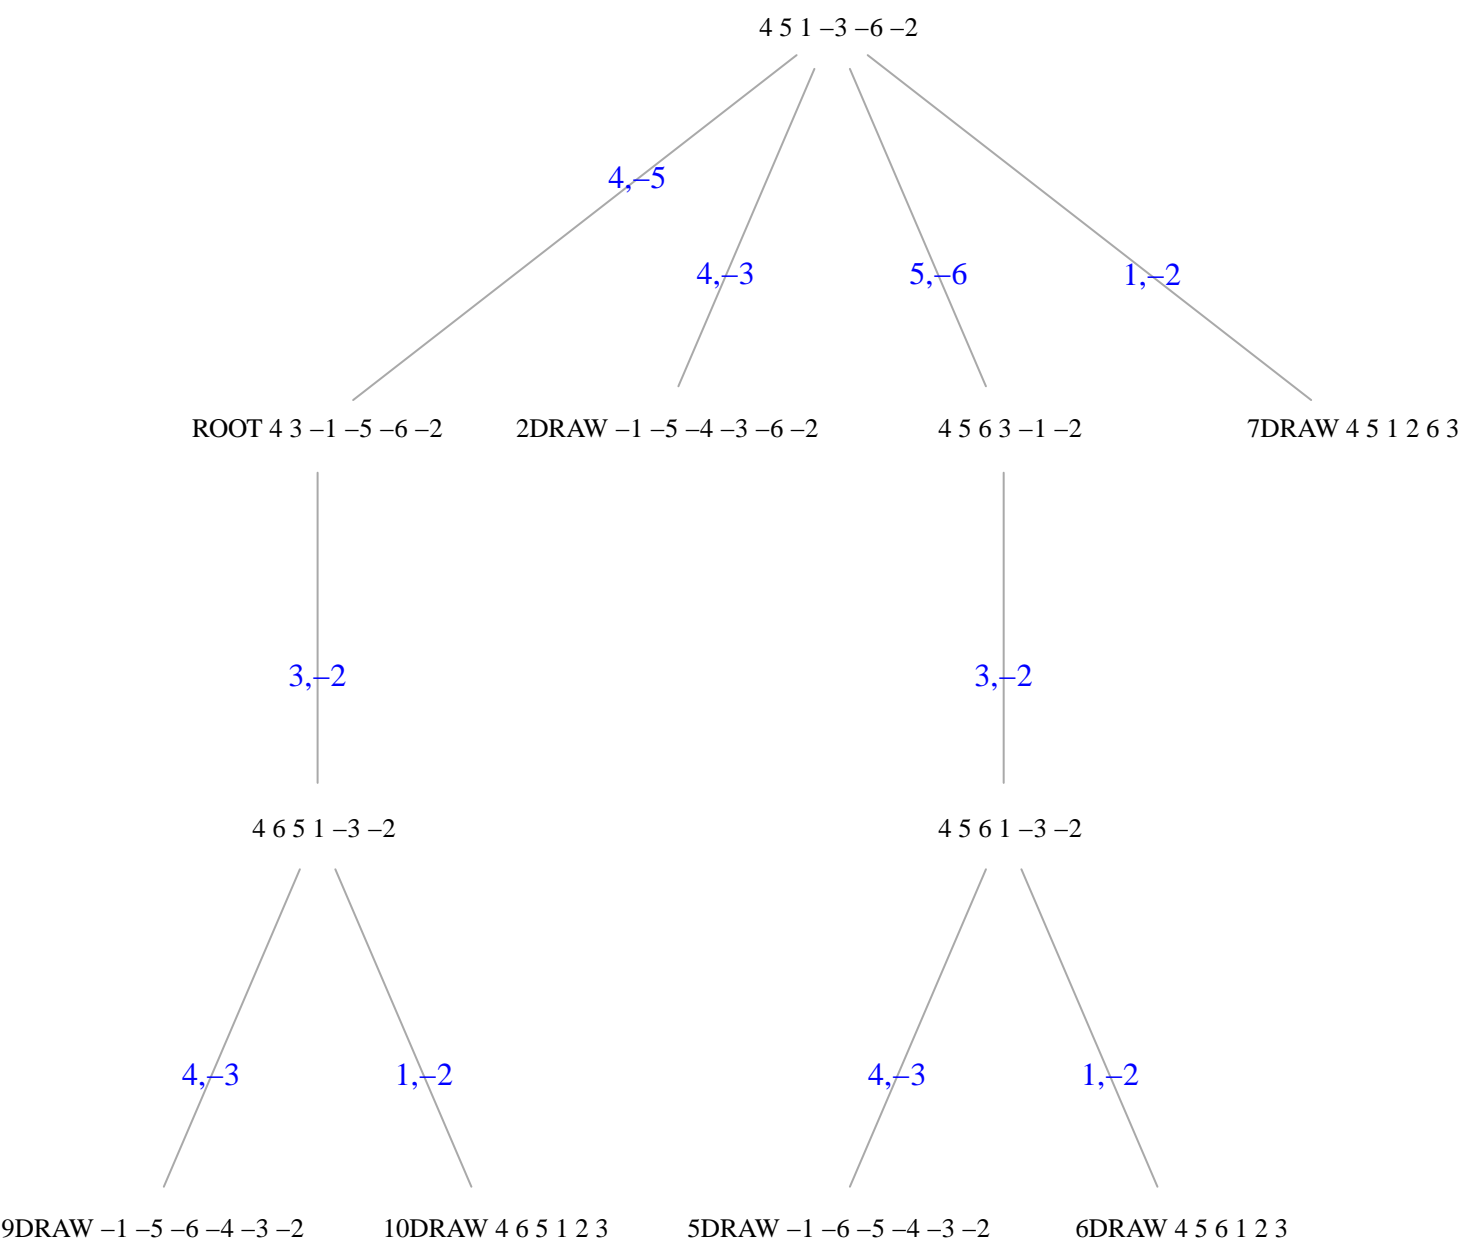 4 5 1 –3 –6 –2
4,–5
4,–3
5,–6
1,–2
ROOT 4 3 –1 –5 –6 –2
2DRAW –1 –5 –4 –3 –6 –2
4 5 6 3 –1 –2
7DRAW 4 5 1 2 6 3
3,–2
3,–2
4 6 5 1 –3 –2
4 5 6 1 –3 –2
4,–3
1,–2
4,–3
1,–2
9DRAW –1 –5 –6 –4 –3 –2
10DRAW 4 6 5 1 2 3
5DRAW –1 –6 –5 –4 –3 –2
6DRAW 4 5 6 1 2 3